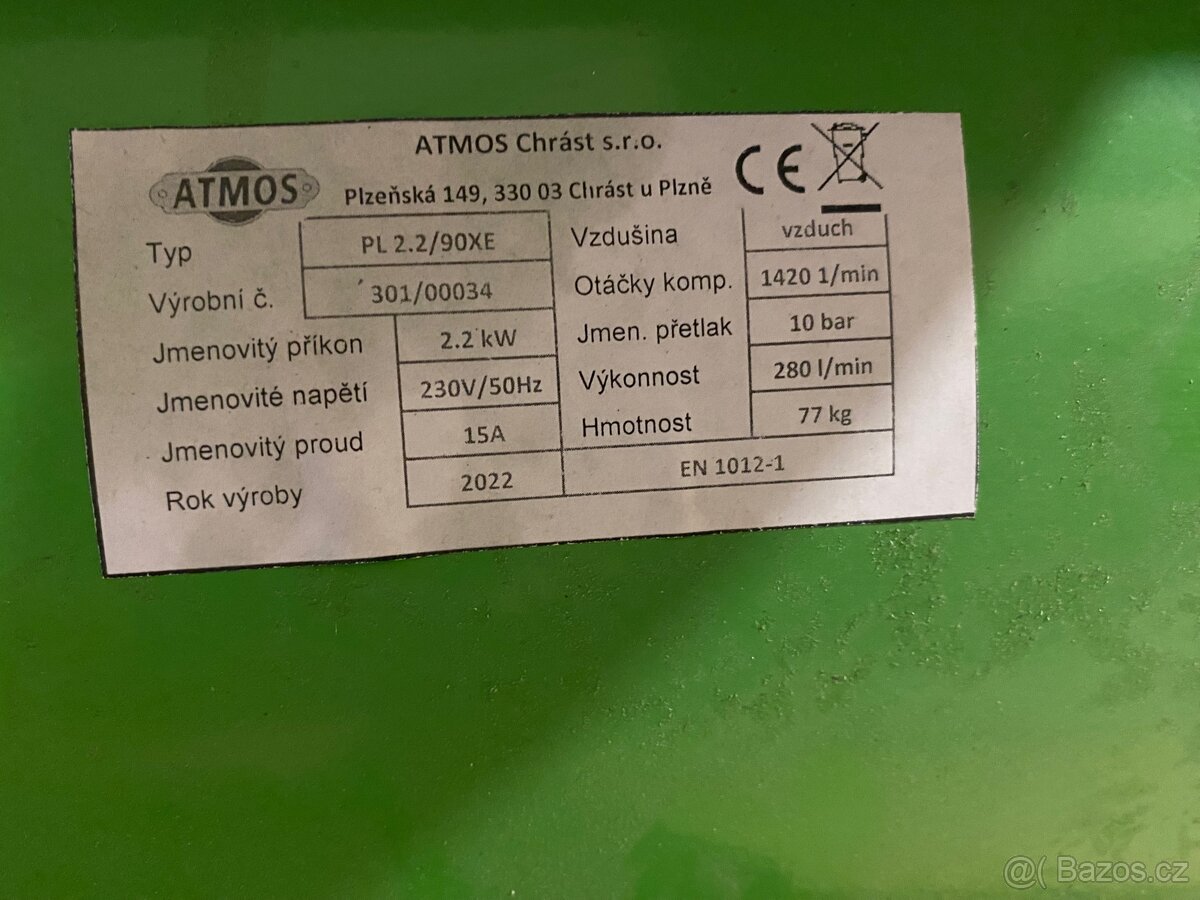 ATMOS Chrást s.r.o.
ATMOS
Plzeňská 149, 330 03 Chrást u Plzně
CE
Typ PL 2.2/90XE Vzdušina vzduch
Výrobní č. 301/00034 Otáčky komp. 1420 1/min
Jmenovitý příkon 2.2 kW Jmen. přetlak 10 bar
Jmenovité napětí 230V/50Hz Výkonnost 280 l/min
Jmenovitý proud 15A Hmotnost 77 kg
Rok výroby 2022 EN 1012-1
@( Bazos.cz